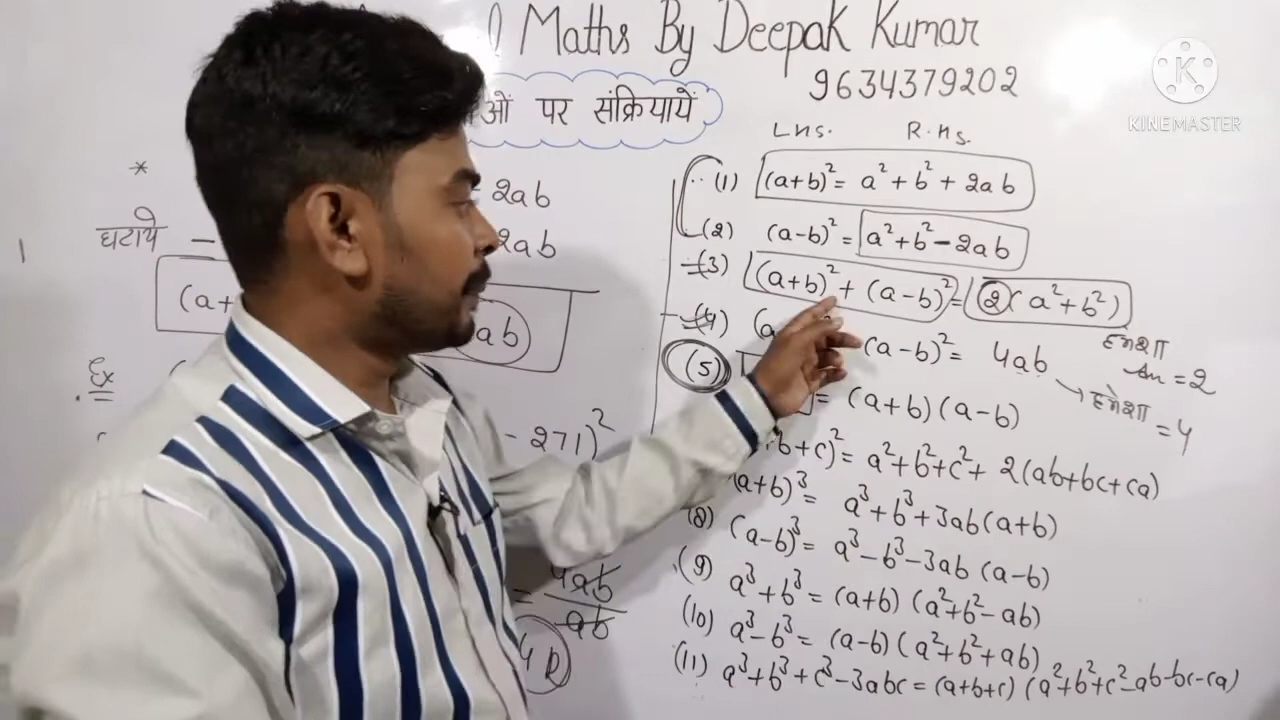 Maths By Deepak Kumar
9634379202
KINEMASTER
ओं पर संक्रियायें
L.H.S. R.H.S.
*
2ab
घटाये - 2ab
(a+ ab
Ex
- 271)²
= 4ab/ab
4
(1) (a+b)² = a² + b² + 2ab
(2) (a-b)² = a² + b² - 2ab
(3) (a+b)² + (a-b)² = 2(a² + b²)
हमेशा
An = 2
(4) (a (a-b)² = 4ab
→ हमेशा = 4
(5) = (a+b)(a-b)
b+c)² = a²+b²+c²+ 2(ab+bc+ca)
(a+b)³ = a³+b³+3ab(a+b)
(8) (a-b)³ = a³-b³-3ab(a-b)
(9) a³+b³ = (a+b)(a²+b²-ab)
(10) a³-b³ = (a-b)(a²+b²+ab)
(11) a³+b³+c³-3abc = (a+b+c)(a²+b²+c²-ab-bc-ca)